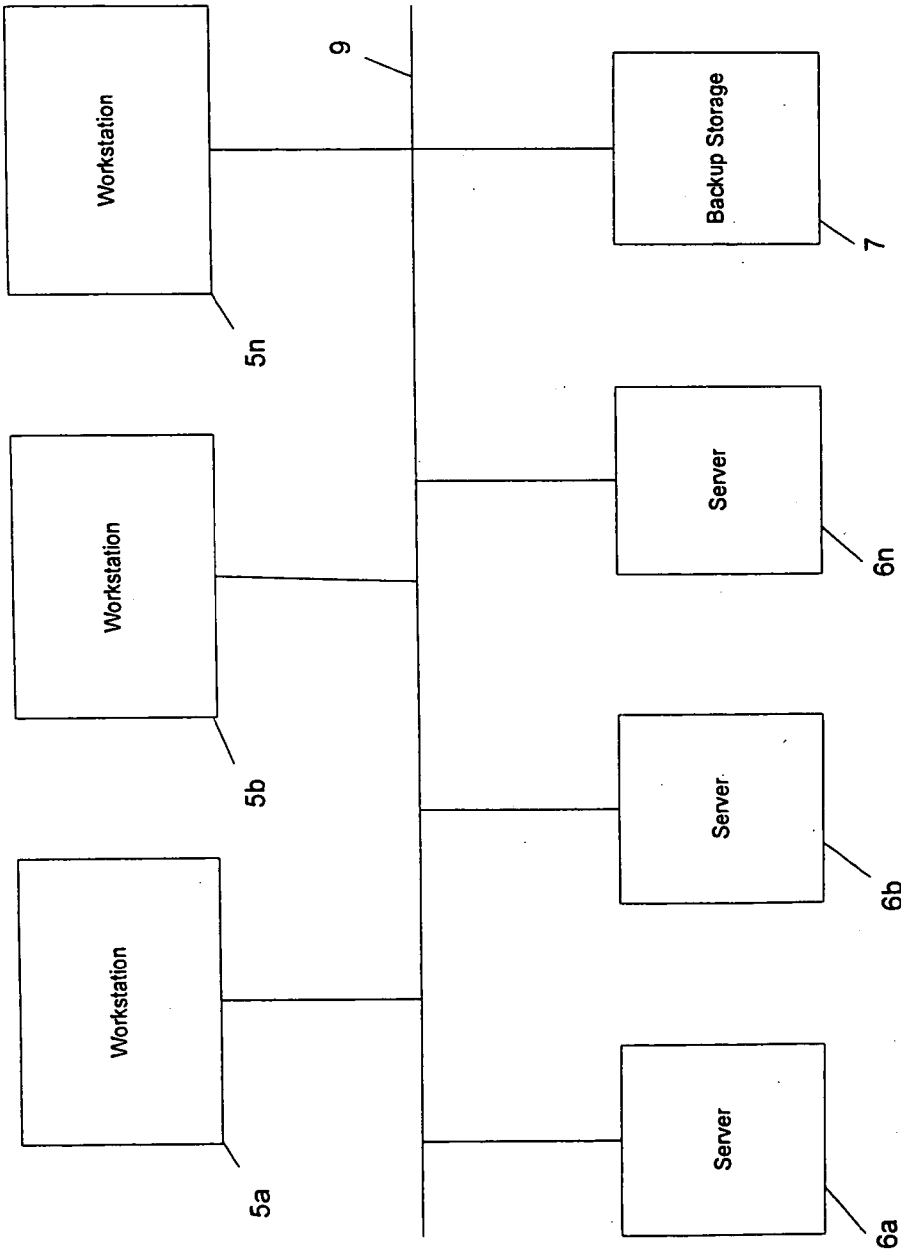 Workstation
5a
Workstation
5b
Workstation
5n
9
Server
6a
Server
6b
Server
6n
Backup Storage
7